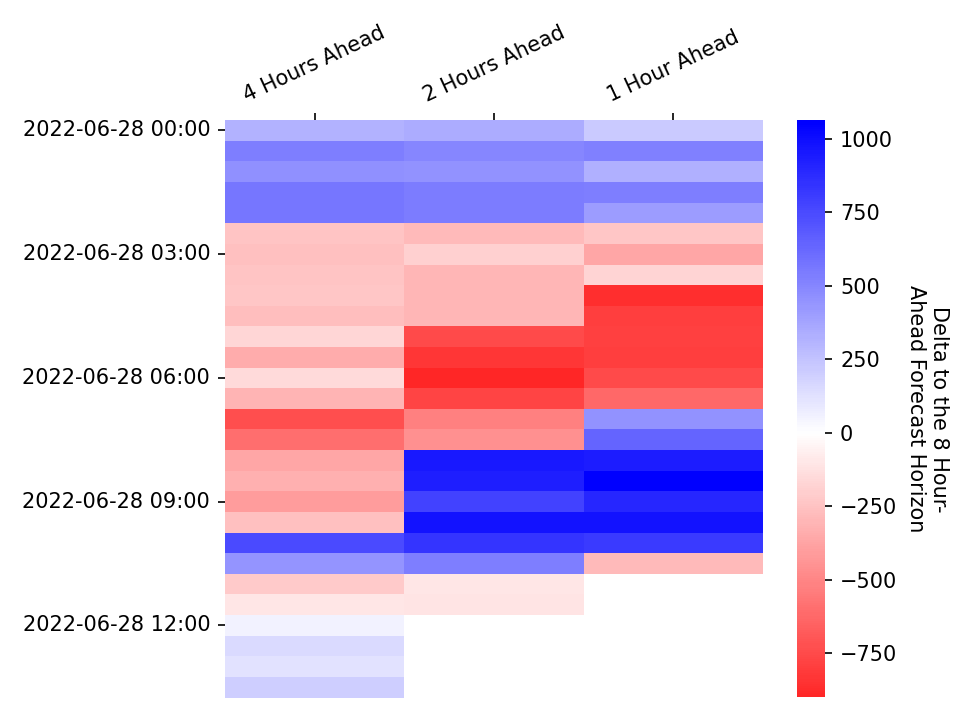 4 Hours Ahead
2 Hours Ahead
1 Hour Ahead
2022-06-28 00:00
2022-06-28 03:00
2022-06-28 06:00
2022-06-28 09:00
2022-06-28 12:00
1000
750
500
250
0
−250
−500
−750
Delta to the 8 Hour-
Ahead Forecast Horizon